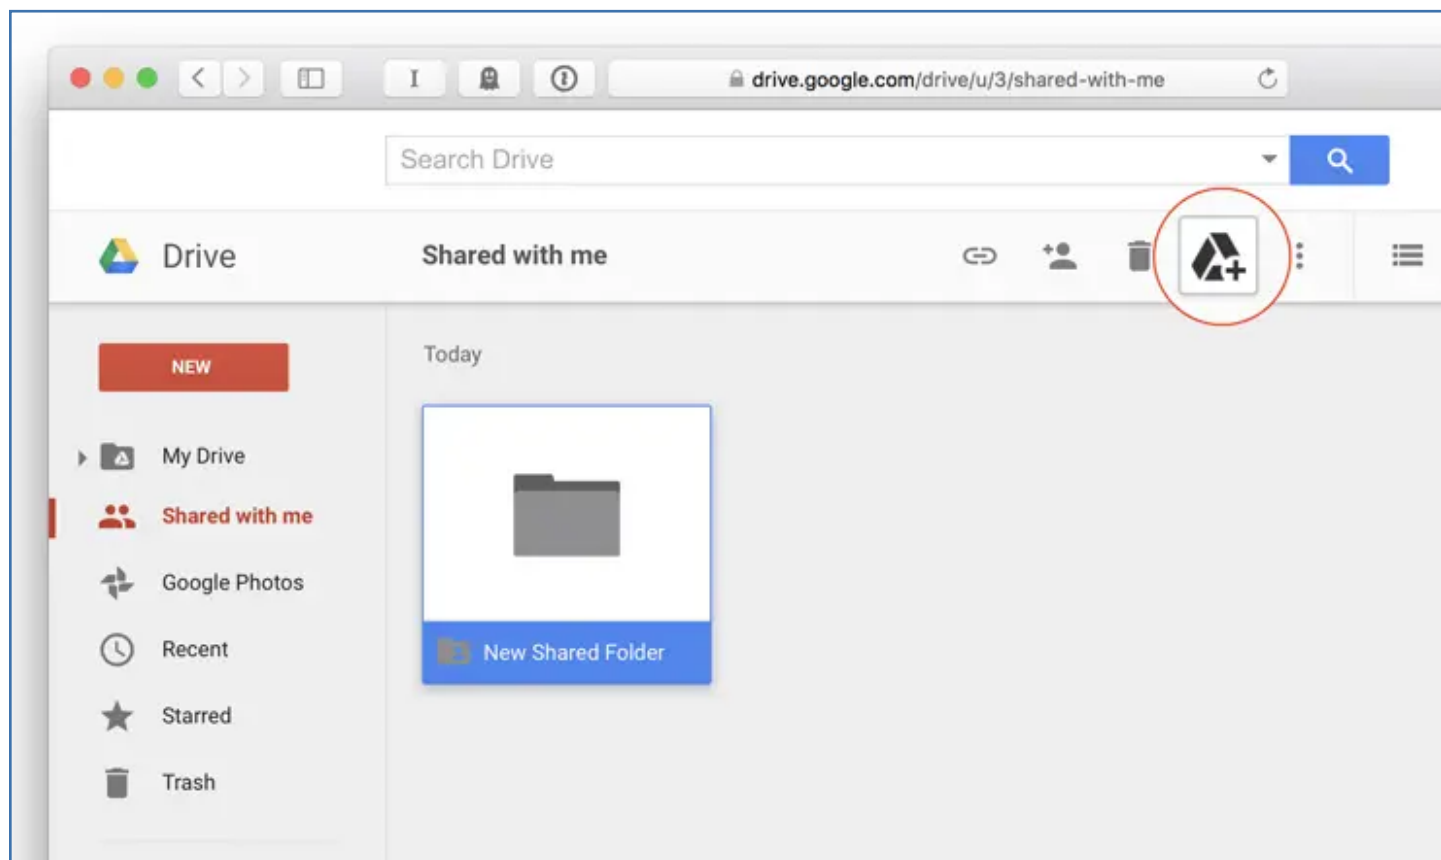 drive.google.com/drive/u/3/shared-with-me
Search Drive
Drive
Shared with me
NEW
Today
My Drive
Shared with me
Google Photos
Recent
Starred
Trash
New Shared Folder